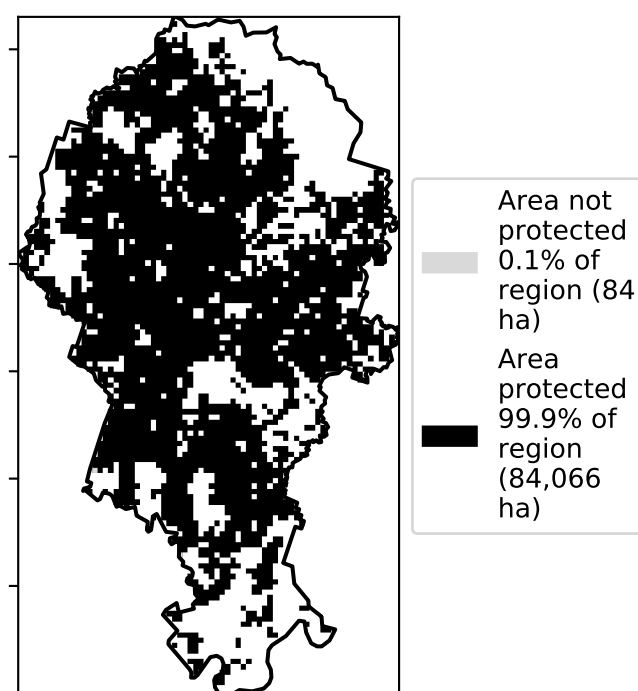 Area not
protected
0.1% of
region (84
ha)
Area
protected
99.9% of
region
(84,066
ha)